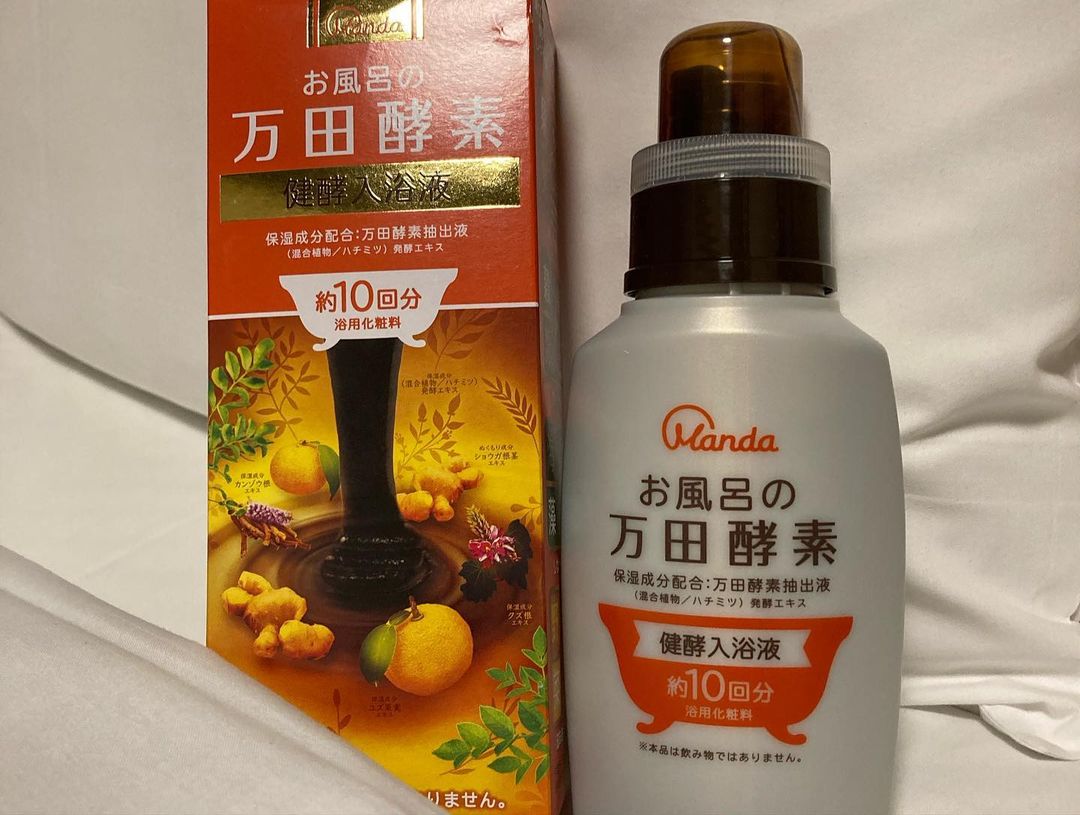 Manda
お風呂の
万田酵素
健酵入浴液
保湿成分配合:万田酵素抽出液
(混合植物/ハチミツ)発酵エキス
約10回分
浴用化粧料
保湿成分
(混合植物/ハチミツ)
発酵エキス
ぬくもり成分
ショウガ根茎
エキス
保湿成分
カンゾウ根
エキス
保湿成分
クズ根
エキス
保湿成分
ユズ果実
エキス
りません。
Manda
お風呂の
万田酵素
保湿成分配合:万田酵素抽出液
(混合植物/ハチミツ)発酵エキス
健酵入浴液
約10回分
浴用化粧料
※本品は飲み物ではありません。